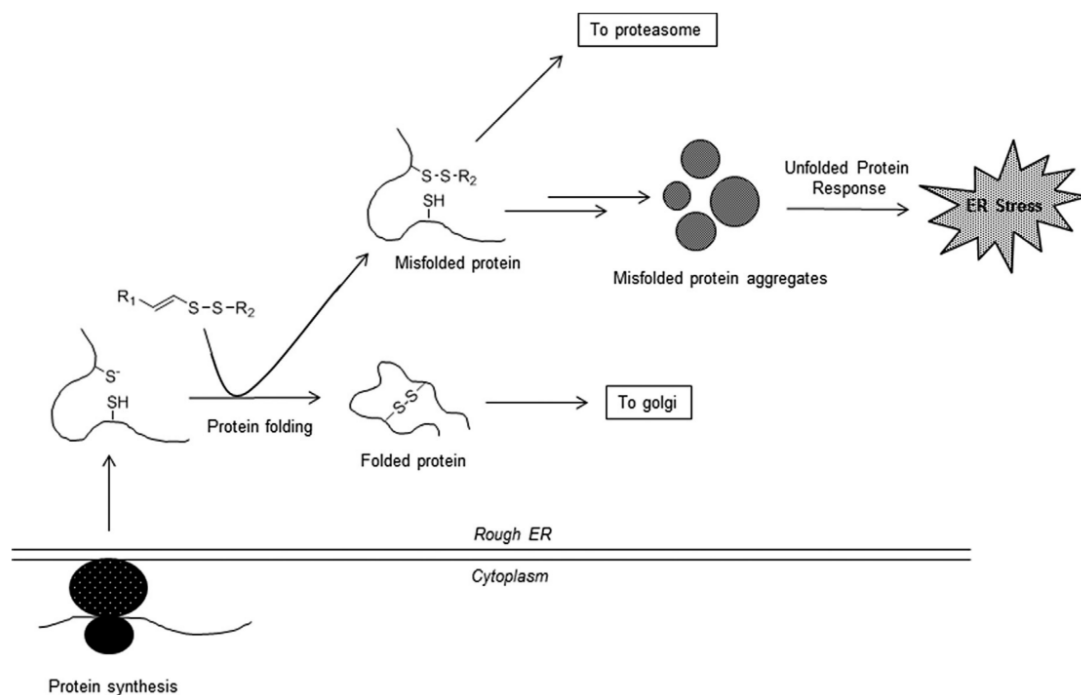 To proteasome
S-S-R2
SH
Misfolded protein
Unfolded Protein
Response
ER Stress
Misfolded protein aggregates
R1
S-S-R2
S-
SH
Protein folding
S-S
Folded protein
To golgi
Rough ER
Cytoplasm
Protein synthesis